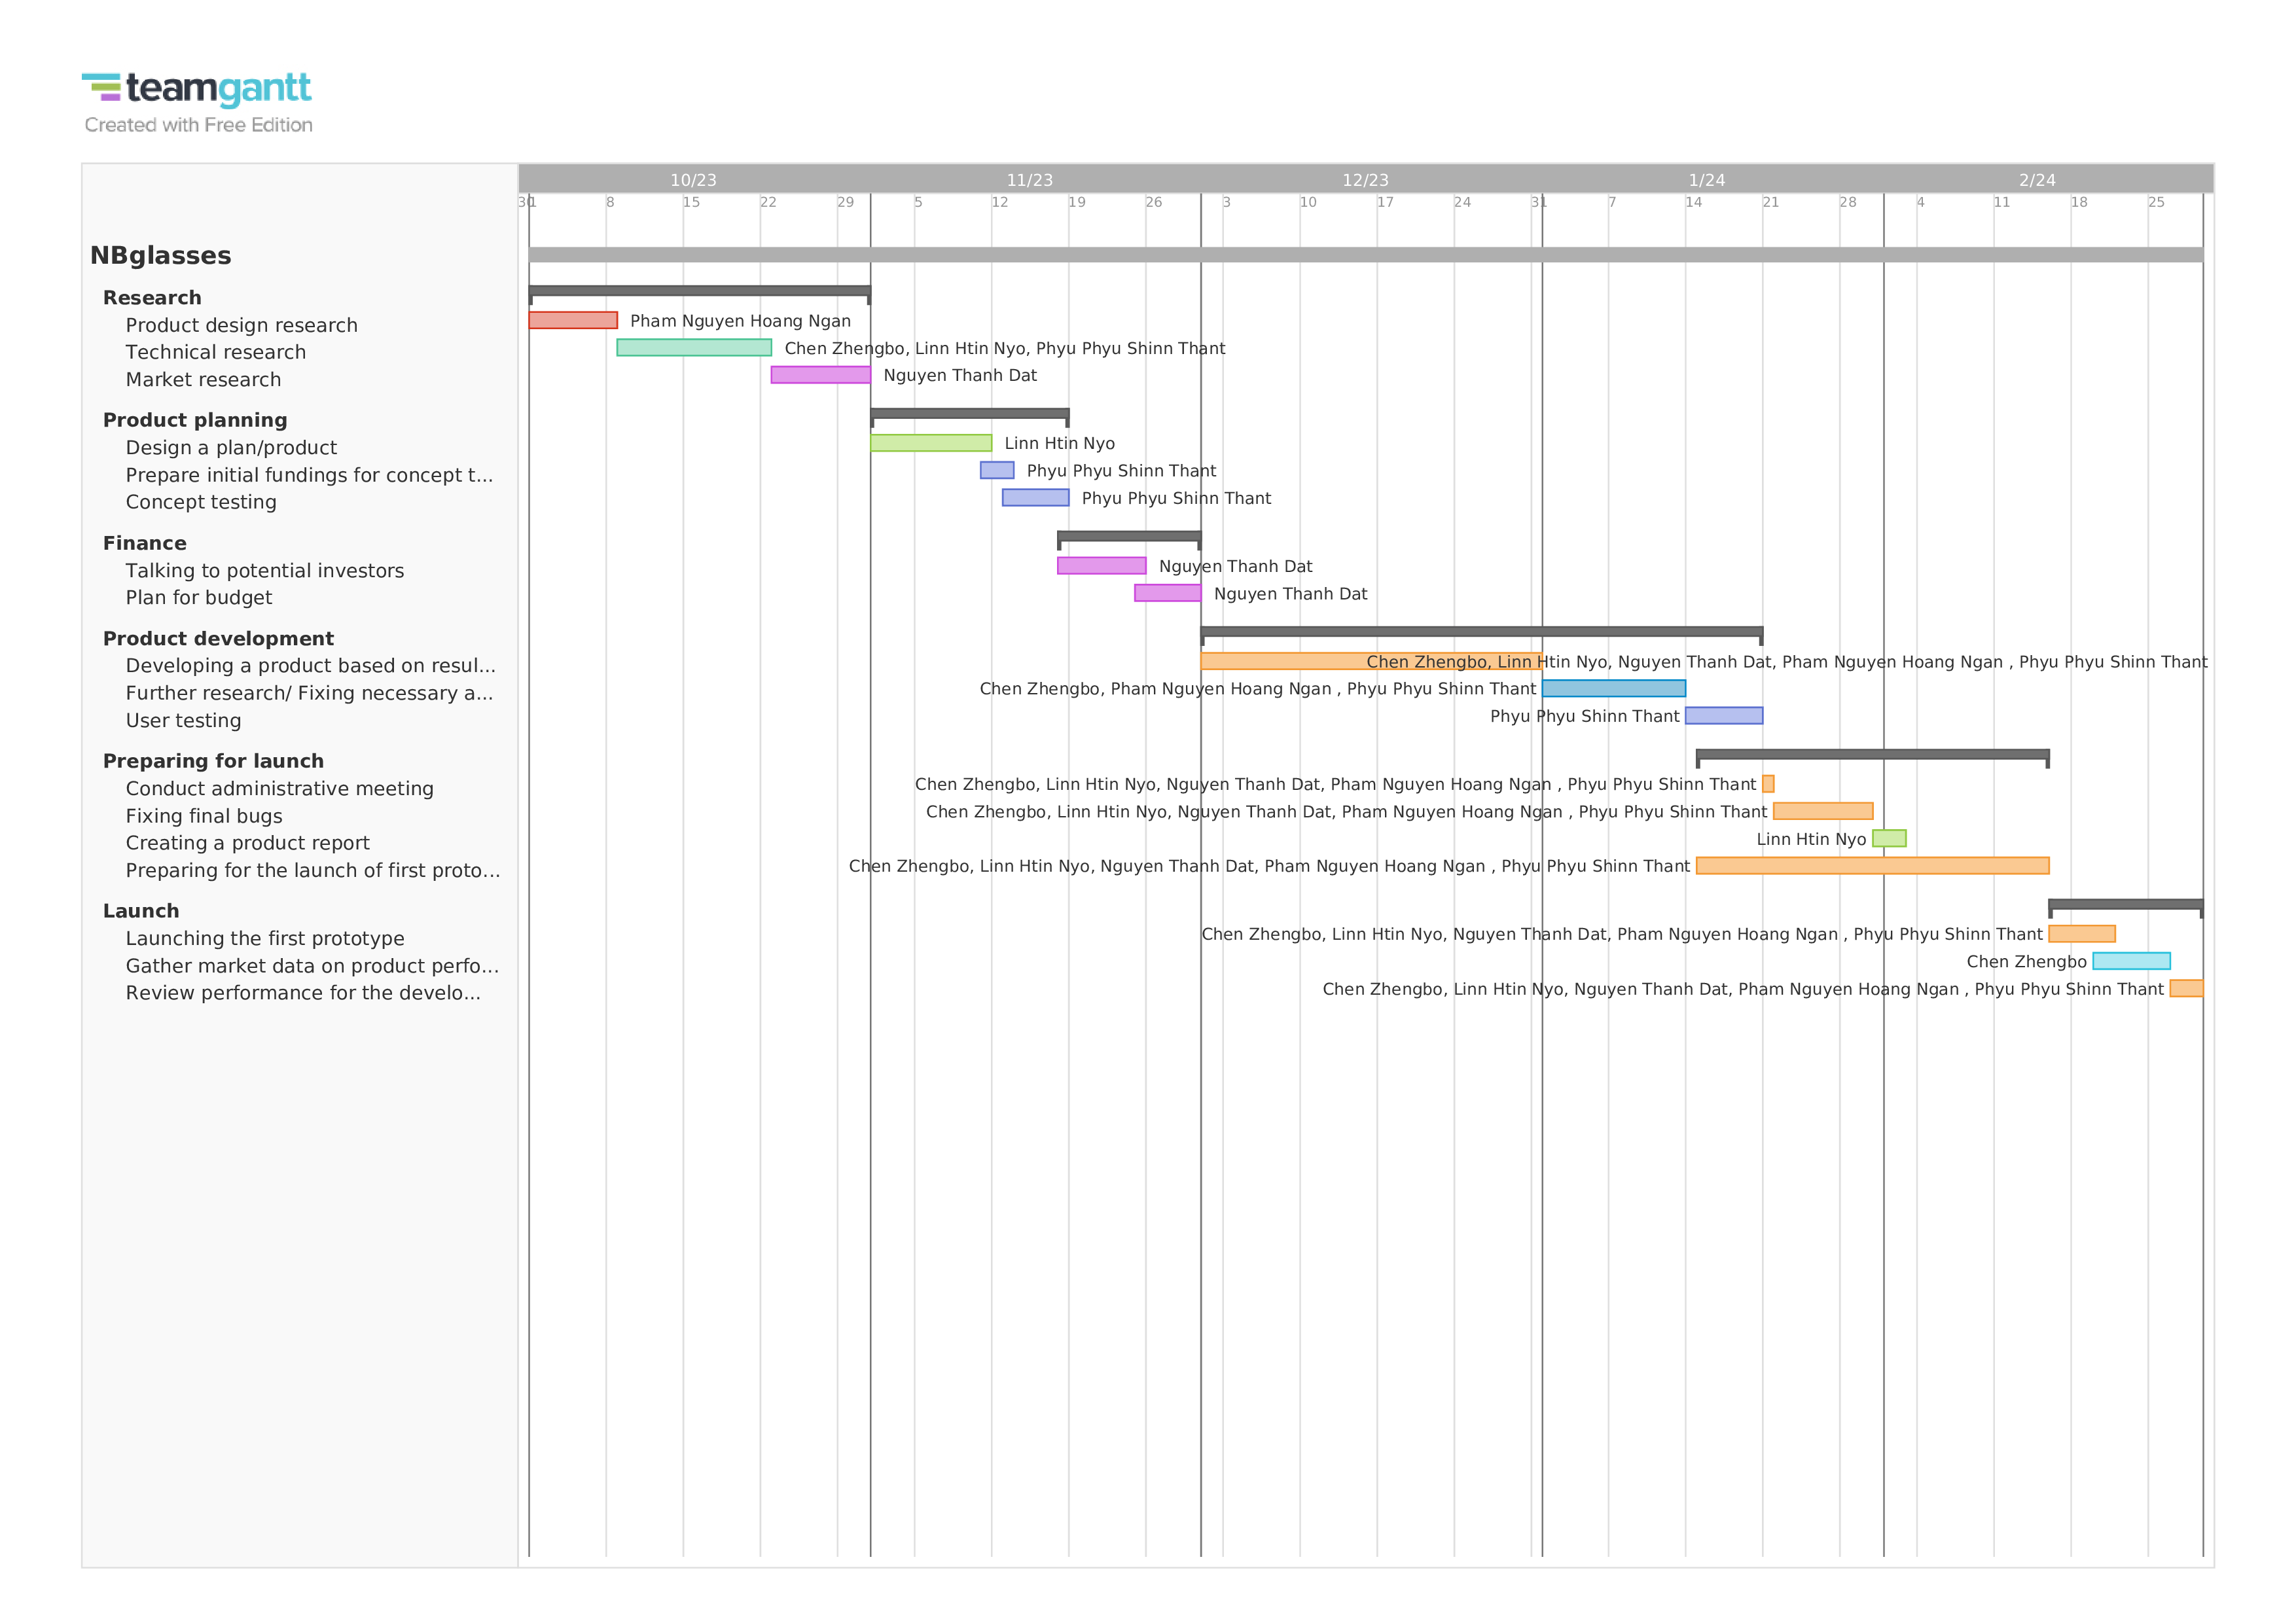 teamgantt
Created with Free Edition
10/23 11/23 12/23 1/24 2/24
30 1 8 15 22 29 5 12 19 26 3 10 17 24 31 7 14 21 28 4 11 18 25
NBglasses
Research
Product design research Pham Nguyen Hoang Ngan
Technical research Chen Zhengbo, Linn Htin Nyo, Phyu Phyu Shinn Thant
Market research Nguyen Thanh Dat
Product planning
Design a plan/product Linn Htin Nyo
Prepare initial fundings for concept t... Phyu Phyu Shinn Thant
Concept testing Phyu Phyu Shinn Thant
Finance
Talking to potential investors Nguyen Thanh Dat
Plan for budget Nguyen Thanh Dat
Product development
Developing a product based on resul... Chen Zhengbo, Linn Htin Nyo, Nguyen Thanh Dat, Pham Nguyen Hoang Ngan , Phyu Phyu Shinn Thant
Further research/ Fixing necessary a... Chen Zhengbo, Pham Nguyen Hoang Ngan , Phyu Phyu Shinn Thant
User testing Phyu Phyu Shinn Thant
Preparing for launch
Conduct administrative meeting Chen Zhengbo, Linn Htin Nyo, Nguyen Thanh Dat, Pham Nguyen Hoang Ngan , Phyu Phyu Shinn Thant
Fixing final bugs Chen Zhengbo, Linn Htin Nyo, Nguyen Thanh Dat, Pham Nguyen Hoang Ngan , Phyu Phyu Shinn Thant
Creating a product report Linn Htin Nyo
Preparing for the launch of first proto... Chen Zhengbo, Linn Htin Nyo, Nguyen Thanh Dat, Pham Nguyen Hoang Ngan , Phyu Phyu Shinn Thant
Launch
Launching the first prototype Chen Zhengbo, Linn Htin Nyo, Nguyen Thanh Dat, Pham Nguyen Hoang Ngan , Phyu Phyu Shinn Thant
Gather market data on product perfo... Chen Zhengbo
Review performance for the develo... Chen Zhengbo, Linn Htin Nyo, Nguyen Thanh Dat, Pham Nguyen Hoang Ngan , Phyu Phyu Shinn Thant